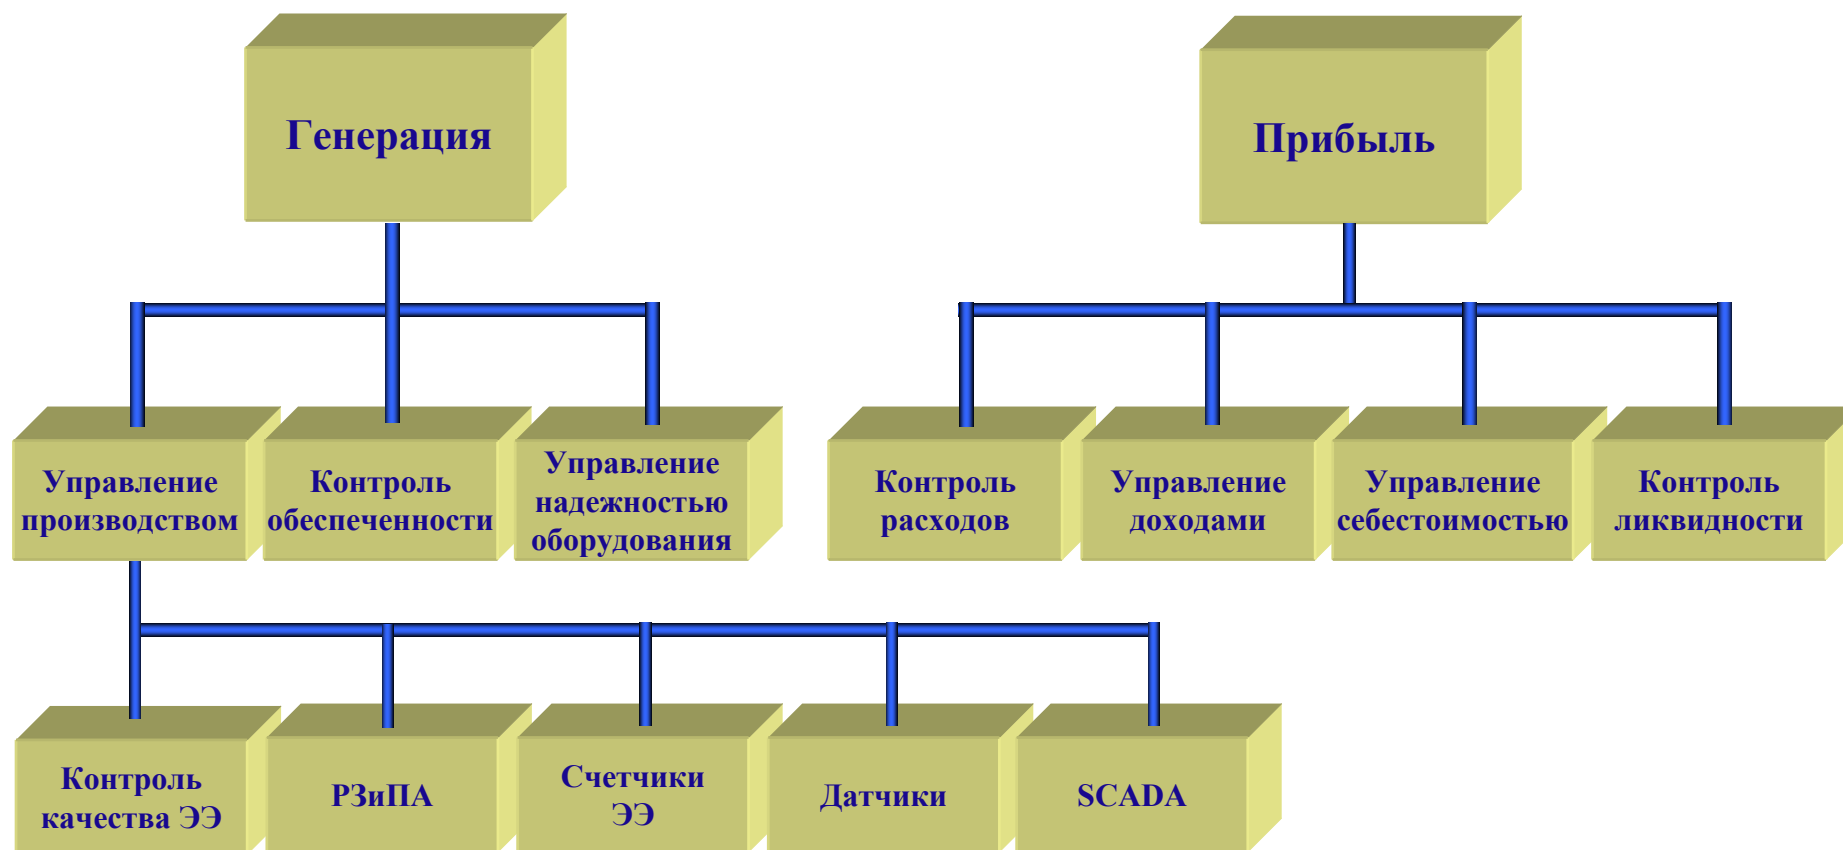 Генерация
Прибыль
Управление
производством
Контроль
обеспеченности
Управление
надежностью
оборудования
Контроль
расходов
Управление
доходами
Управление
себестоимостью
Контроль
ликвидности
Контроль
качества ЭЭ
РЗиПА
Счетчики
ЭЭ
Датчики
SCADA